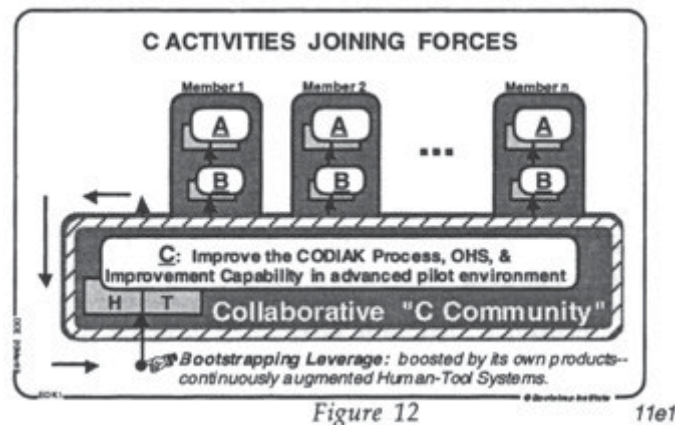 C ACTIVITIES JOINING FORCES
Member 1 Member 2 Member n
A A A
...
B B B
C: Improve the CODIAK Process, OHS, &
Improvement Capability in advanced pilot environment
H T Collaborative "C Community"
Bootstrapping Leverage: boosted by its own products--
continuously augmented Human-Tool Systems.
Figure 12 11e1